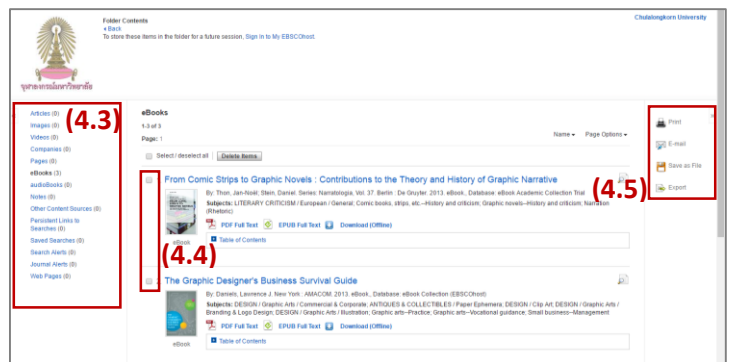 Folder Contents
Back
To store these items in the folder for a future session, Sign In to My EBSCOhost.
Chulalongkorn University
จุฬาลงกรณ์มหาวิทยาลัย
Articles (0)
Images (0)
Videos (0)
Companies (0)
Pages (0)
eBooks (3)
audioBooks (0)
Notes (0)
Other Content Sources (0)
Persistent Links to
Searches (0)
Saved Searches (0)
Search Alerts (0)
Journal Alerts (0)
Web Pages (0)
(4.3)
eBooks
1-3 of 3
Page: 1
Name Page Options
Select / deselect all Delete Items
From Comic Strips to Graphic Novels : Contributions to the Theory and History of Graphic Narrative
By: Thon, Jan-Noël; Stein, Daniel. Series: Narratologia, Vol. 37. Berlin : De Gruyter. 2013. eBook., Database: eBook Academic Collection Trial
Subjects: LITERARY CRITICISM / European / General; Comic books, strips, etc.--History and criticism; Graphic novels--History and criticism; Narration
(Rhetoric)
PDF Full Text EPUB Full Text Download (Offline)
eBook
Table of Contents
(4.4)
The Graphic Designer's Business Survival Guide
By: Daniels, Lawrence J. New York : AMACOM. 2013. eBook., Database: eBook Collection (EBSCOhost)
Subjects: DESIGN / Graphic Arts / Commercial & Corporate; ANTIQUES & COLLECTIBLES / Paper Ephemera; DESIGN / Clip Art; DESIGN / Graphic Arts /
Branding & Logo Design; DESIGN / Graphic Arts / Illustration; Graphic arts--Practice; Graphic arts--Vocational guidance; Small business--Management
PDF Full Text EPUB Full Text Download (Offline)
eBook
Table of Contents
Print
E-mail
Save as File
Export
(4.5)